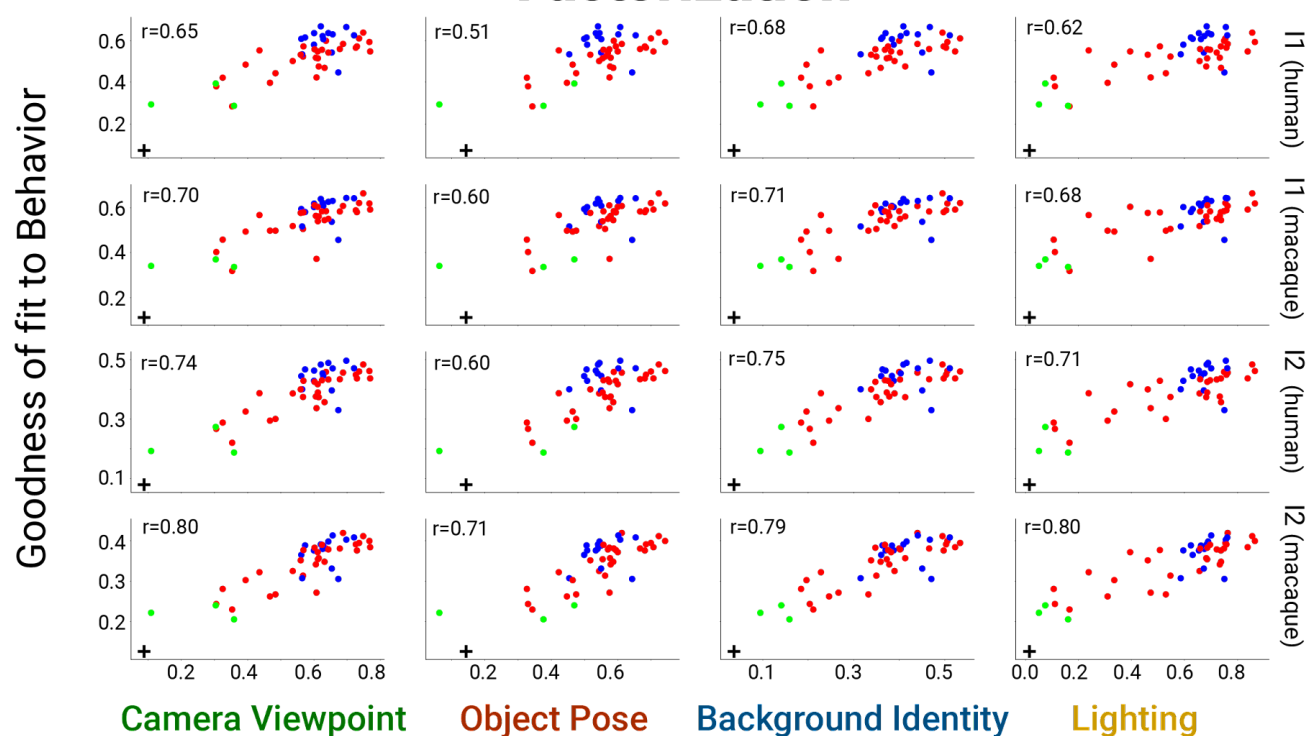 r=0.65 r=0.51 r=0.68 r=0.62
0.6
0.4
0.2
I1 (human)
r=0.70 r=0.60 r=0.71 r=0.68
0.6
0.4
0.2
I1 (macaque)
r=0.74 r=0.60 r=0.75 r=0.71
0.5
0.3
0.1
I2 (human)
r=0.80 r=0.71 r=0.79 r=0.80
0.4
0.3
0.2
I2 (macaque)
Goodness of fit to Behavior
0.2 0.4 0.6 0.8 0.2 0.4 0.6 0.1 0.3 0.5 0.0 0.2 0.4 0.6 0.8
Camera Viewpoint Object Pose Background Identity Lighting